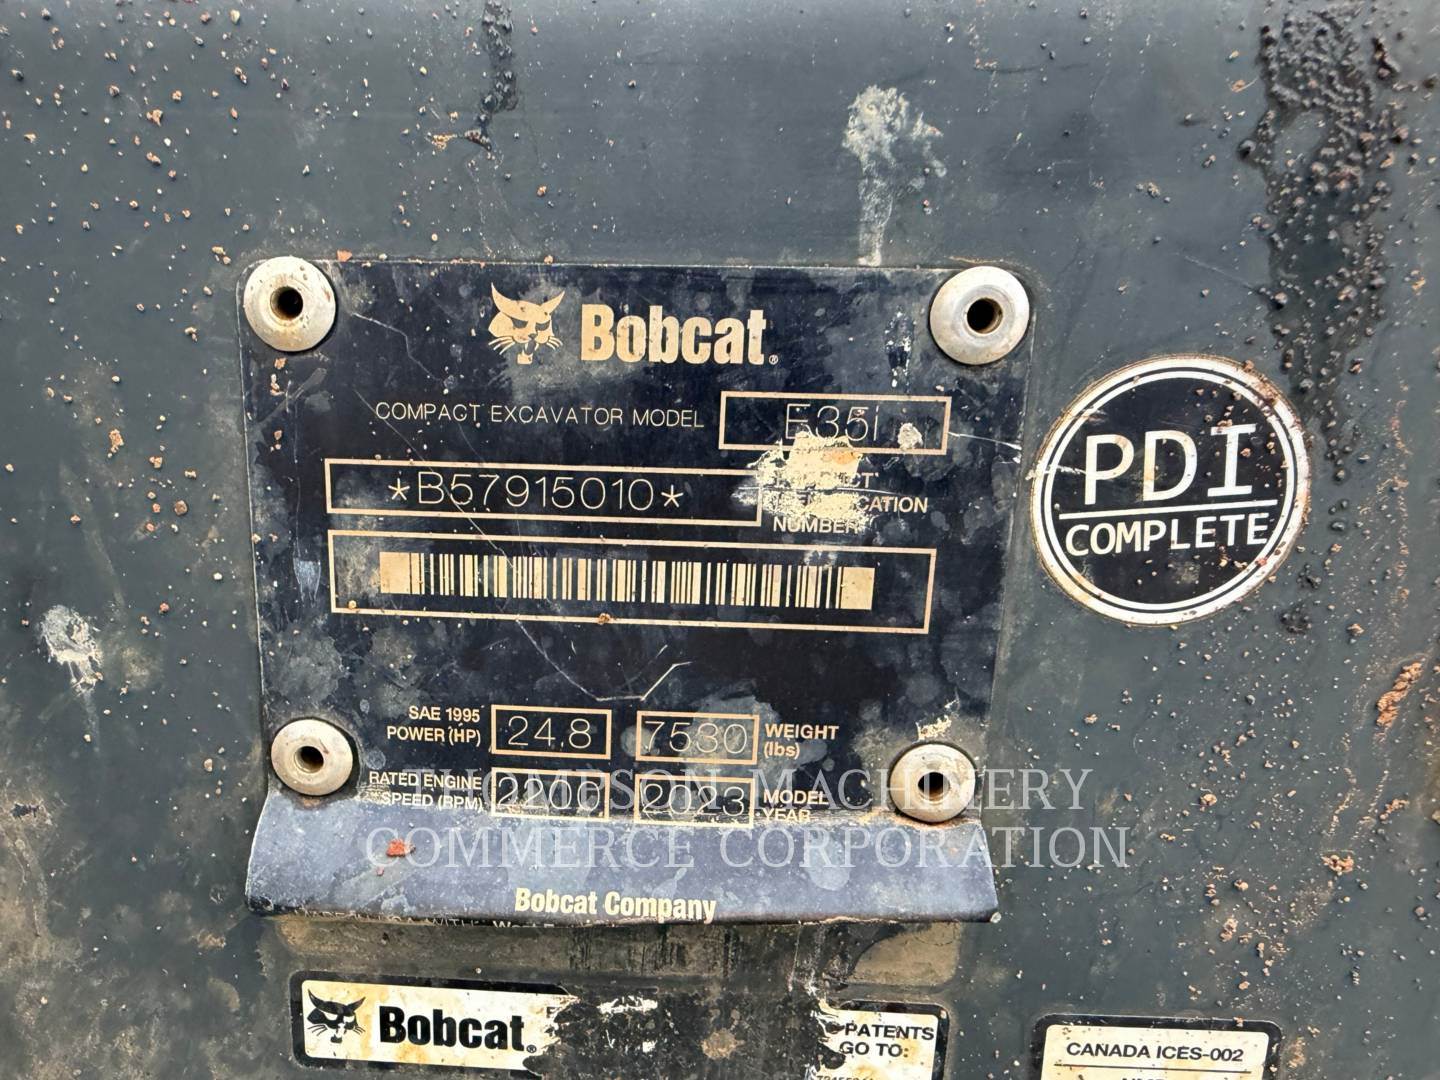 Bobcat®
COMPACT EXCAVATOR MODEL E35i
*B57915010*
NUMBER
PDI
COMPLETE
SAE 1995 POWER (HP) 24.8 7530 WEIGHT (lbs)
RATED ENGINE SPEED (RPM) 2200 2023 MODEL YEAR
THOMPSON MACHINERY
COMMERCE CORPORATION
Bobcat Company
Bobcat®
PATENTS
GO TO:
CANADA ICES-002